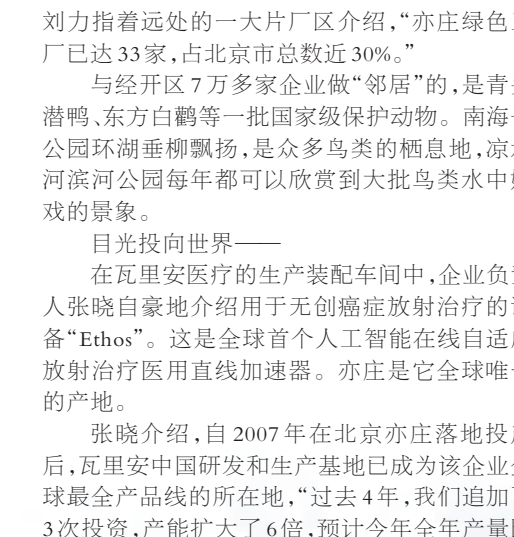 刘力指着远处的一大片厂区介绍，“亦庄绿色
厂已达33家，占北京市总数近30%。”
与经开区7万多家企业做“邻居”的，是青
潜鸭、东方白鹳等一批国家级保护动物。南海
公园环湖垂柳飘扬，是众多鸟类的栖息地，凉
河滨河公园每年都可以欣赏到大批鸟类水中
戏的景象。
目光投向世界——
在瓦里安医疗的生产装配车间中，企业负
人张晓自豪地介绍用于无创癌症放射治疗的
备“Ethos”。这是全球首个人工智能在线自适
放射治疗医用直线加速器。亦庄是它全球唯
的产地。
张晓介绍，自2007年在北京亦庄落地投
后，瓦里安中国研发和生产基地已成为该企业
球最全产品线的所在地，“过去4年，我们追加
3次投资，产能扩大了6倍，预计今年全年产量